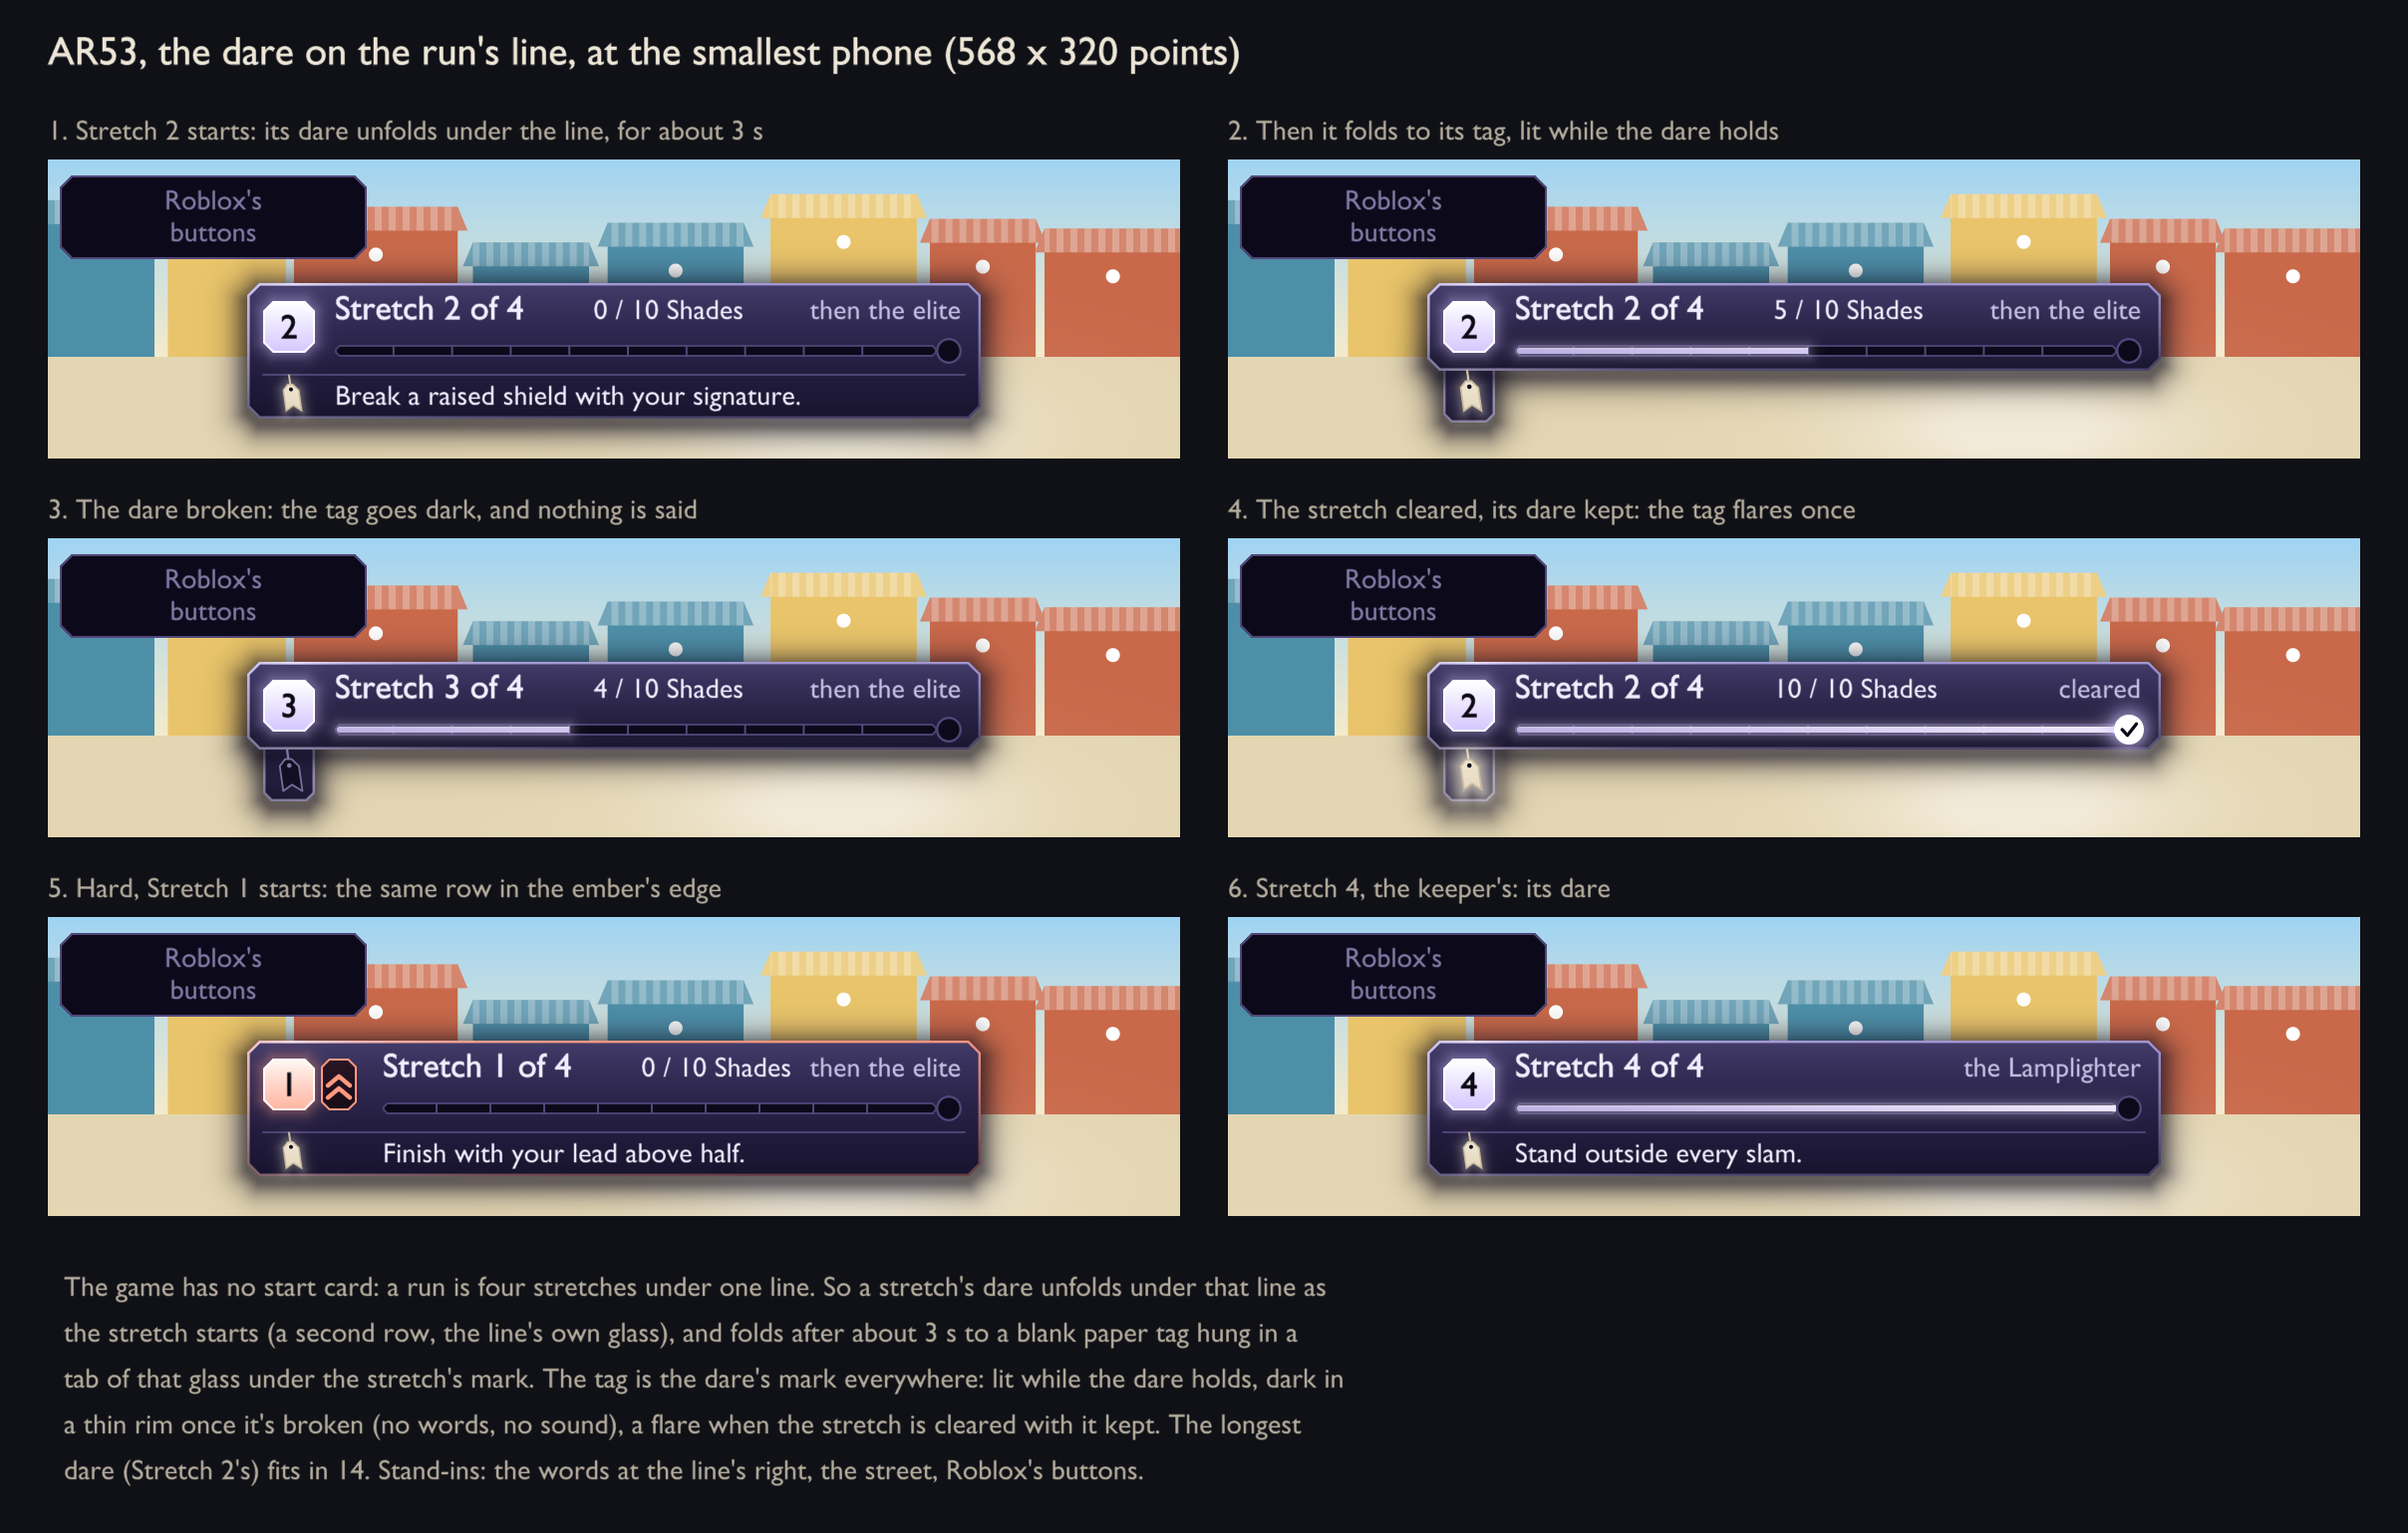 AR53, the dare on the run's line, at the smallest phone (568 x 320 points)
1. Stretch 2 starts: its dare unfolds under the line, for about 3 s
Roblox's
buttons
2
Stretch 2 of 4
0 / 10 Shades
then the elite
Break a raised shield with your signature.
2. Then it folds to its tag, lit while the dare holds
Roblox's
buttons
2
Stretch 2 of 4
5 / 10 Shades
then the elite
3. The dare broken: the tag goes dark, and nothing is said
Roblox's
buttons
3
Stretch 3 of 4
4 / 10 Shades
then the elite
4. The stretch cleared, its dare kept: the tag flares once
Roblox's
buttons
2
Stretch 2 of 4
10 / 10 Shades
cleared
5. Hard, Stretch 1 starts: the same row in the ember's edge
Roblox's
buttons
1
Stretch 1 of 4
0 / 10 Shades
then the elite
Finish with your lead above half.
6. Stretch 4, the keeper's: its dare
Roblox's
buttons
4
Stretch 4 of 4
the Lamplighter
Stand outside every slam.
The game has no start card: a run is four stretches under one line. So a stretch's dare unfolds under that line as
the stretch starts (a second row, the line's own glass), and folds after about 3 s to a blank paper tag hung in a
tab of that glass under the stretch's mark. The tag is the dare's mark everywhere: lit while the dare holds, dark in
a thin rim once it's broken (no words, no sound), a flare when the stretch is cleared with it kept. The longest
dare (Stretch 2's) fits in 14. Stand-ins: the words at the line's right, the street, Roblox's buttons.